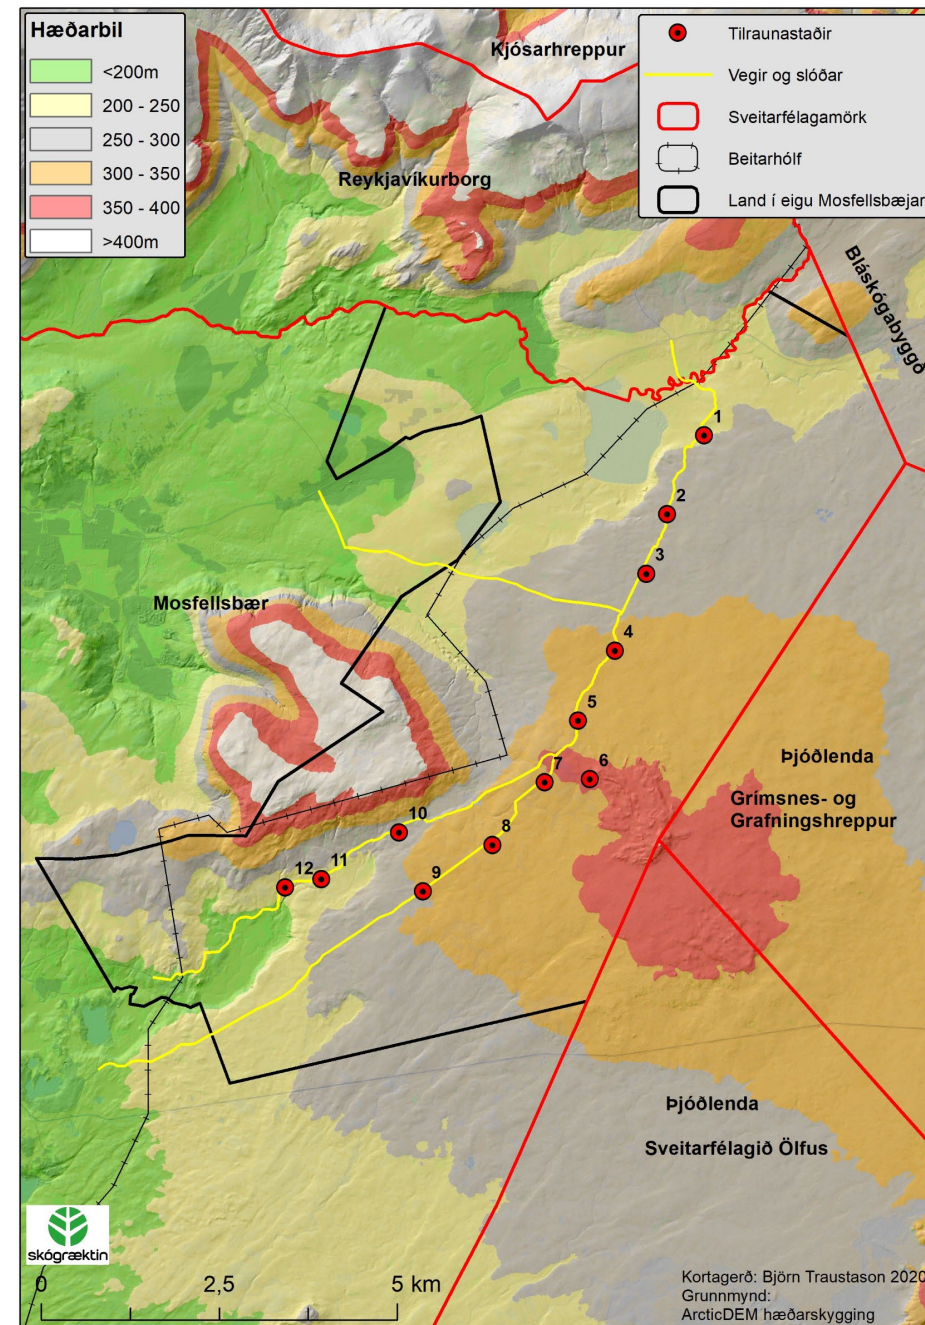 Hæðarbil
<200m
200 - 250
250 - 300
300 - 350
350 - 400
>400m
Tilraunastaðir
Vegir og slóðar
Sveitarfélagamörk
Beitarhólf
Land í eigu Mosfellsbæjar
Kjósarhreppur
Reykjavíkurborg
Bláskógabyggð
1
2
3
Mosfellsbær
4
5
Þjóðlenda
7
6
Grímsnes- og
Grafningshreppur
10
8
11
12
9
Þjóðlenda
Sveitarfélagið Ölfus
skógræktin
0
2,5
5 km
Kortagerð: Björn Traustason 2020
Grunnmynd:
ArcticDEM hæðarskygging